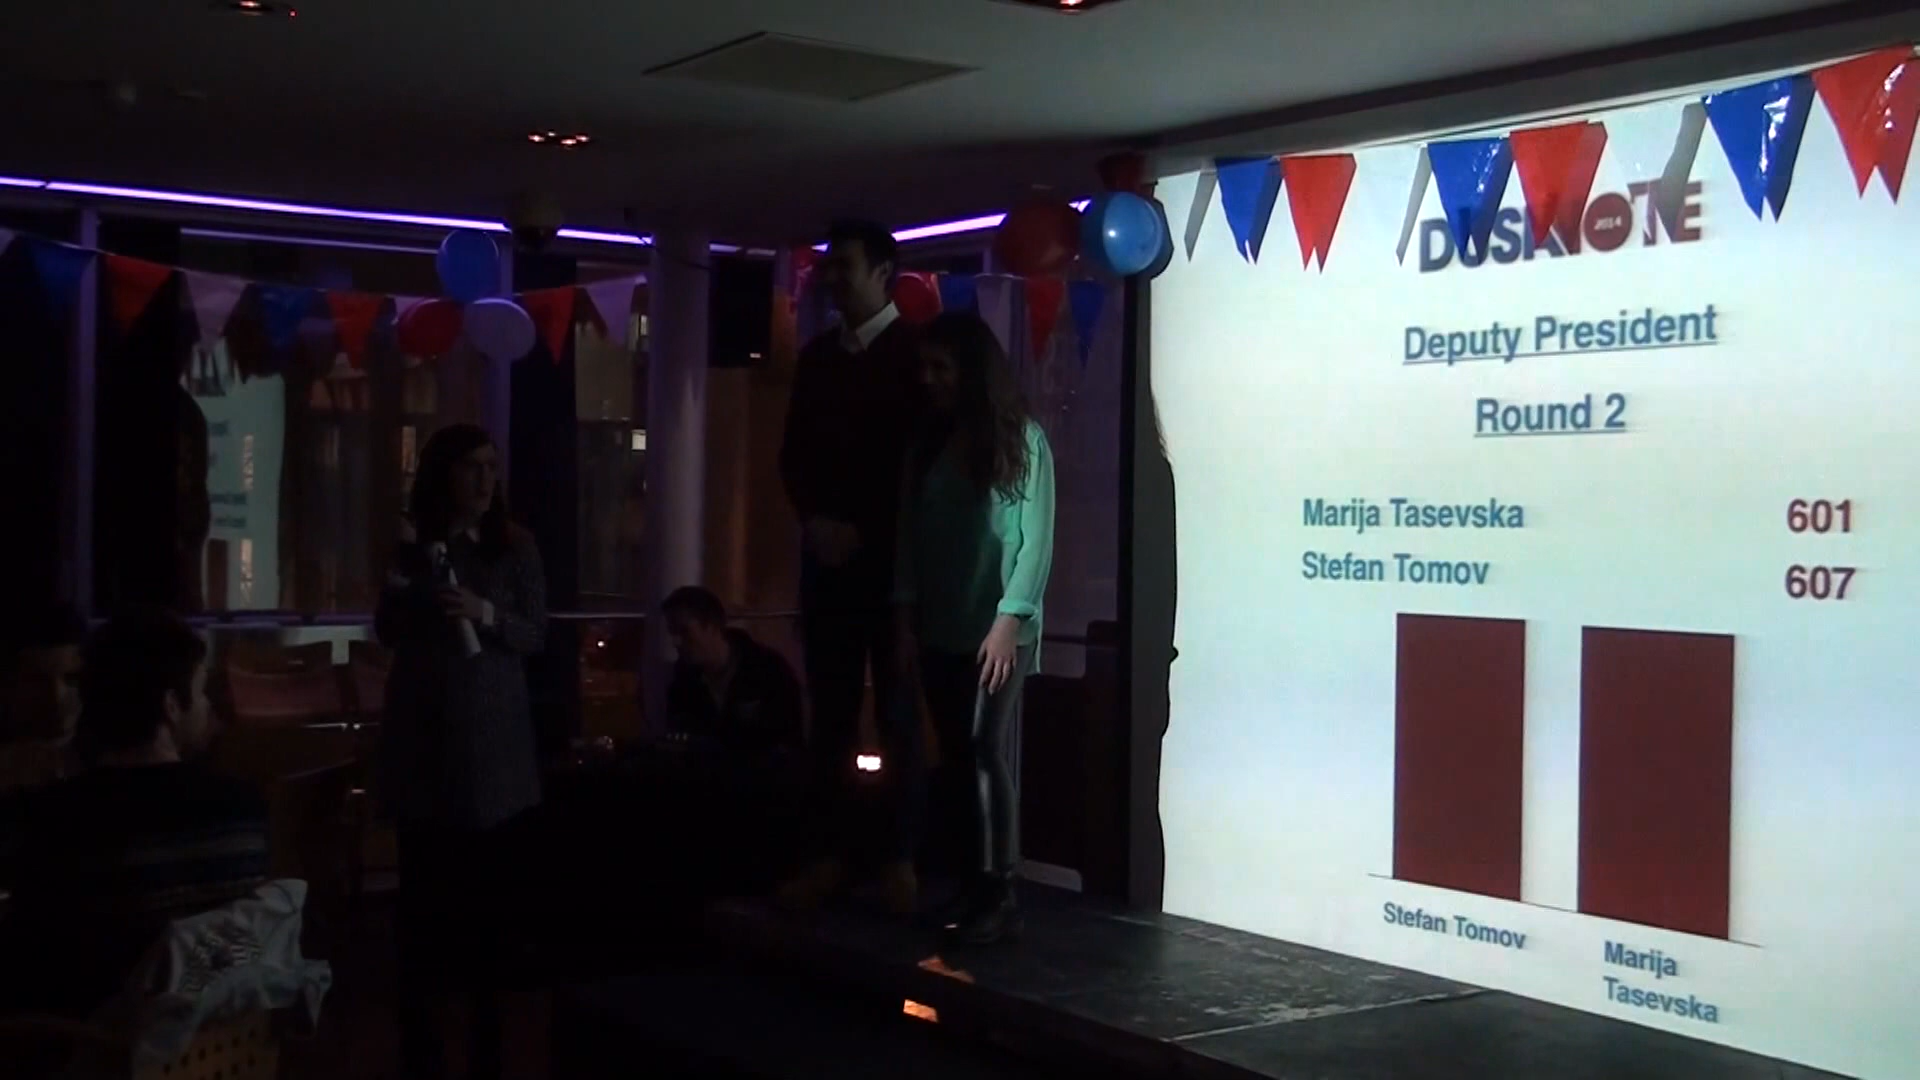 DUSAVOTE
2014
Deputy President
Round 2
Marija Tasevska 601
Stefan Tomov 607
Stefan Tomov
Marija
Tasevska